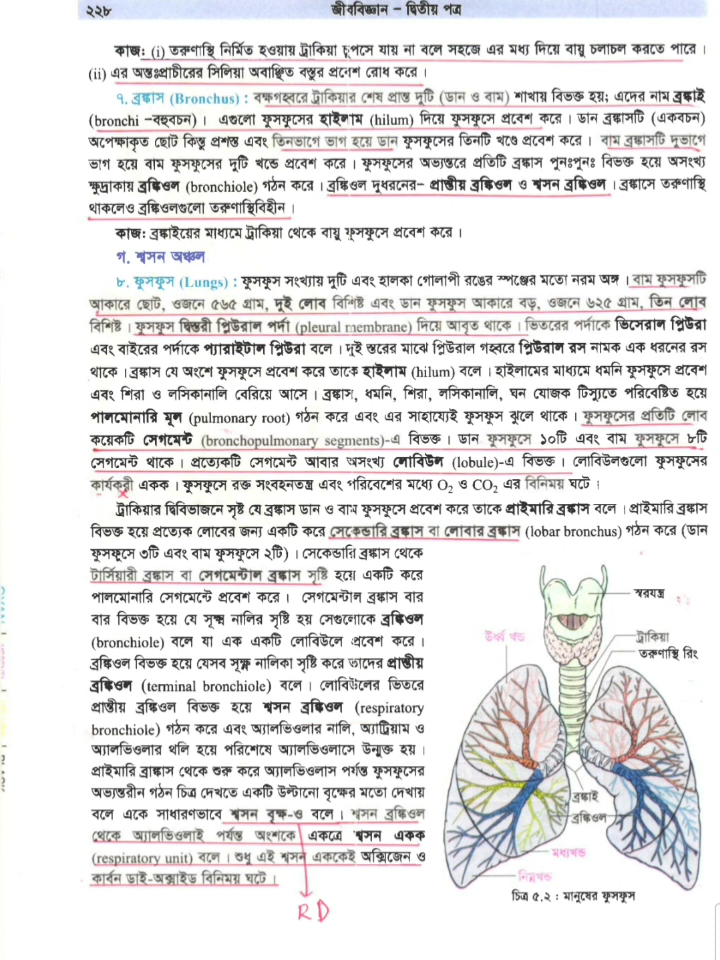 ২২৮
জীববিজ্ঞান – দ্বিতীয় পত্র
কাজ: (i) তরুণাস্থি নির্মিত হওয়ায় ট্রাকিয়া চুপসে যায় না বলে সহজে এর মধ্য দিয়ে বায়ু চলাচল করতে পারে।
(ii) এর অন্তঃপ্রাচীরের সিলিয়া অবাঞ্ছিত বস্তুর প্রবেশ রোধ করে।
৭. ব্রঙ্কাস (Bronchus) : বক্ষগহ্বরে ট্রাকিয়ার শেষ প্রান্ত দুটি (ডান ও বাম) শাখায় বিভক্ত হয়; এদের নাম ব্রঙ্কাই
(bronchi –বহুবচন)। এগুলো ফুসফুসের হাইলাম (hilum) দিয়ে ফুসফুসে প্রবেশ করে। ডান ব্রঙ্কাসটি (একবচন)
অপেক্ষাকৃত ছোট কিন্তু প্রশস্ত এবং তিনভাগে ভাগ হয়ে ডান ফুসফুসের তিনটি খণ্ডে প্রবেশ করে। বাম ব্রঙ্কাসটি দুভাগে
ভাগ হয়ে বাম ফুসফুসের দুটি খন্ডে প্রবেশ করে। ফুসফুসের অভ্যন্তরে প্রতিটি ব্রঙ্কাস পুনঃপুনঃ বিভক্ত হয়ে অসংখ্য
ক্ষুদ্রাকায় ব্রঙ্কিওল (bronchiole) গঠন করে। ব্রঙ্কিওল দুধরনের– প্রান্তীয় ব্রঙ্কিওল ও শ্বসন ব্রঙ্কিওল। ব্রঙ্কাসে তরুণাস্থি
থাকলেও ব্রঙ্কিওলগুলো তরুণাস্থিবিহীন।
কাজ: ব্রঙ্কাইয়ের মাধ্যমে ট্রাকিয়া থেকে বায়ু ফুসফুসে প্রবেশ করে।
গ. শ্বসন অঞ্চল
৮. ফুসফুস (Lungs) : ফুসফুস সংখ্যায় দুটি এবং হালকা গোলাপী রঙের স্পঞ্জের মতো নরম অঙ্গ। বাম ফুসফুসটি
আকারে ছোট, ওজনে ৫৬৫ গ্রাম, দুই লোব বিশিষ্ট এবং ডান ফুসফুস আকারে বড়, ওজনে ৬২৫ গ্রাম, তিন লোব
বিশিষ্ট। ফুসফুস দ্বিস্তরী প্লিউরাল পর্দা (pleural membrane) দিয়ে আবৃত থাকে। ভিতরের পর্দাকে ভিসেরাল প্লিউরা
এবং বাইরের পর্দাকে প্যারাইটাল প্লিউরা বলে। দুই স্তরের মাঝে প্লিউরাল গহ্বরে প্লিউরাল রস নামক এক ধরনের রস
থাকে। ব্রঙ্কাস যে অংশে ফুসফুসে প্রবেশ করে তাকে হাইলাম (hilum) বলে। হাইলামের মাধ্যমে ধমনি ফুসফুসে প্রবেশ
এবং শিরা ও লসিকানালি বেরিয়ে আসে। ব্রঙ্কাস, ধমনি, শিরা, লসিকানালি, ঘন যোজক টিস্যুতে পরিবেষ্টিত হয়ে
পালমোনারি মূল (pulmonary root) গঠন করে এবং এর সাহায্যেই ফুসফুস ঝুলে থাকে। ফুসফুসের প্রতিটি লোব
কয়েকটি সেগমেন্ট (bronchopulmonary segments)-এ বিভক্ত। ডান ফুসফুসে ১০টি এবং বাম ফুসফুসে ৮টি
সেগমেন্ট থাকে। প্রত্যেকটি সেগমেন্ট আবার অসংখ্য লোবিউল (lobule)-এ বিভক্ত। লোবিউলগুলো ফুসফুসের
কার্যকরী একক। ফুসফুসে রক্ত সংবহনতন্ত্র এবং পরিবেশের মধ্যে O₂ ও CO₂ এর বিনিময় ঘটে।
ট্রাকিয়ার দ্বিবিভাজনে সৃষ্ট যে ব্রঙ্কাস ডান ও বাম ফুসফুসে প্রবেশ করে তাকে প্রাইমারি ব্রঙ্কাস বলে। প্রাইমারি ব্রঙ্কাস
বিভক্ত হয়ে প্রত্যেক লোবের জন্য একটি করে সেকেন্ডারি ব্রঙ্কাস বা লোবার ব্রঙ্কাস (lobar bronchus) গঠন করে (ডান
ফুসফুসে ৩টি এবং বাম ফুসফুসে ২টি)। সেকেন্ডারি ব্রঙ্কাস থেকে
টার্সিয়ারী ব্রঙ্কাস বা সেগমেন্টাল ব্রঙ্কাস সৃষ্টি হয়ে একটি করে
পালমোনারি সেগমেন্টে প্রবেশ করে। সেগমেন্টাল ব্রঙ্কাস বার
বার বিভক্ত হয়ে যে সূক্ষ্ম নালির সৃষ্টি হয় সেগুলোকে ব্রঙ্কিওল
(bronchiole) বলে যা এক একটি লোবিউলে প্রবেশ করে।
ব্রঙ্কিওল বিভক্ত হয়ে যেসব সূক্ষ্ম নালিকা সৃষ্টি করে তাদের প্রান্তীয়
ব্রঙ্কিওল (terminal bronchiole) বলে। লোবিউলের ভিতরে
প্রান্তীয় ব্রঙ্কিওল বিভক্ত হয়ে শ্বসন ব্রঙ্কিওল (respiratory
bronchiole) গঠন করে এবং অ্যালভিওলার নালি, অ্যাট্রিয়াম ও
অ্যালভিওলার থলি হয়ে পরিশেষে অ্যালভিওলাসে উন্মুক্ত হয়।
প্রাইমারি ব্রাঙ্কাস থেকে শুরু করে অ্যালভিওলাস পর্যন্ত ফুসফুসের
অভ্যন্তরীন গঠন চিত্র দেখতে একটি উল্টানো বৃক্ষের মতো দেখায়
বলে একে সাধারণভাবে শ্বসন বৃক্ষ-ও বলে। শ্বসন ব্রঙ্কিওল
থেকে অ্যালভিওলাই পর্যন্ত অংশকে একত্রে শ্বসন একক
(respiratory unit) বলে। শুধু এই শ্বসন এককেই অক্সিজেন ও
কার্বন ডাই-অক্সাইড বিনিময় ঘটে।
RD
স্বরযন্ত্র
ঊর্ধ্ব খন্ড
ট্রাকিয়া
তরুণাস্থি রিং
ব্রঙ্কাই
ব্রঙ্কিওল
মধ্যখন্ড
নিম্নখন্ড
চিত্র ৫.২ : মানুষের ফুসফুস